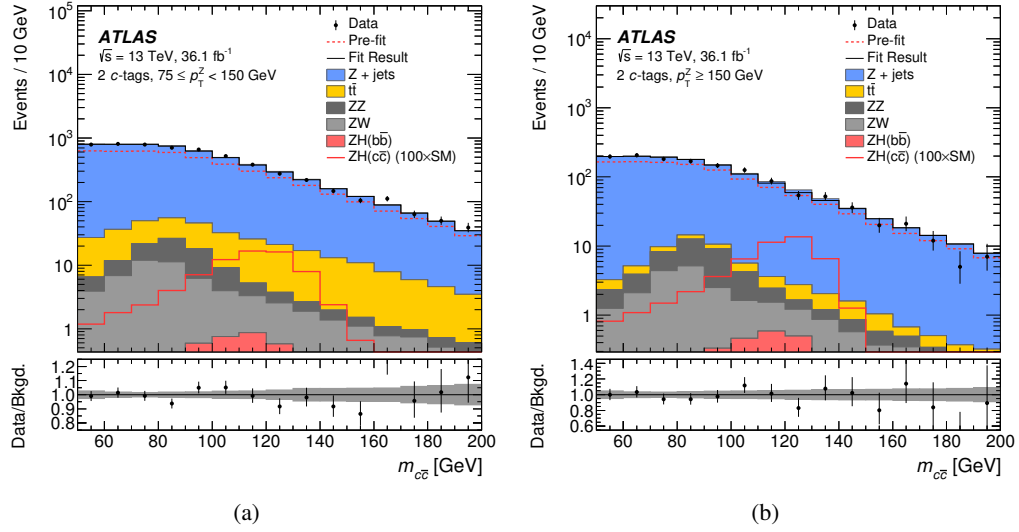 Events / 10 GeV
10⁵
10⁴
10³
10²
10
1
ATLAS
√s = 13 TeV, 36.1 fb⁻¹
2 c-tags, 75 ≤ p_T^Z < 150 GeV
Data
Pre-fit
Fit Result
Z + jets
tt̄
ZZ
ZW
ZH(bb̄)
ZH(cc̄) (100×SM)
Data/Bkgd.
1.2
1.1
1.0
0.9
0.8
60 80 100 120 140 160 180 200
m_cc̄ [GeV]
(a)
Events / 10 GeV
10⁴
10³
10²
10
1
ATLAS
√s = 13 TeV, 36.1 fb⁻¹
2 c-tags, p_T^Z ≥ 150 GeV
Data
Pre-fit
Fit Result
Z + jets
tt̄
ZZ
ZW
ZH(bb̄)
ZH(cc̄) (100×SM)
Data/Bkgd.
1.4
1.2
1.0
0.8
0.6
60 80 100 120 140 160 180 200
m_cc̄ [GeV]
(b)